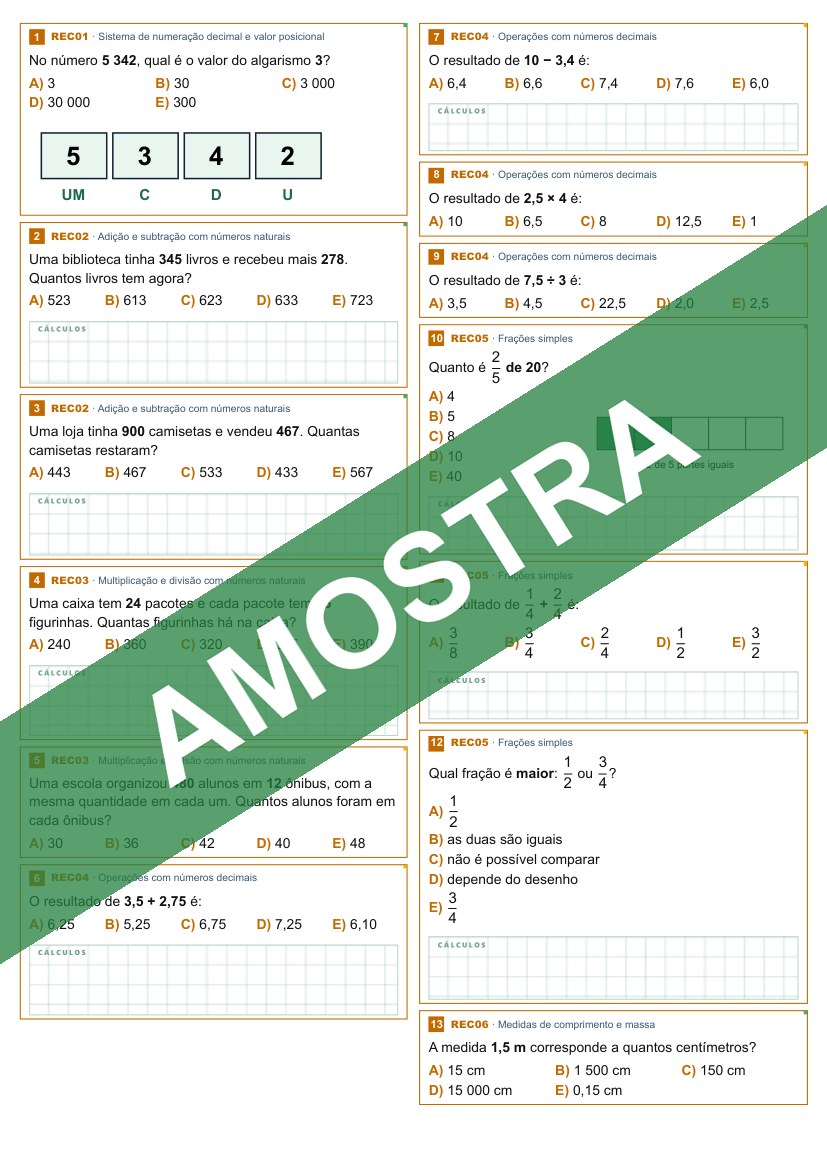 1 REC01 · Sistema de numeração decimal e valor posicional
No número 5 342, qual é o valor do algarismo 3?
A) 3 B) 30 C) 3 000
D) 30 000 E) 300
5 3 4 2
UM C D U
2 REC02 · Adição e subtração com números naturais
Uma biblioteca tinha 345 livros e recebeu mais 278.
Quantos livros tem agora?
A) 523 B) 613 C) 623 D) 633 E) 723
CÁLCULOS
3 REC02 · Adição e subtração com números naturais
Uma loja tinha 900 camisetas e vendeu 467. Quantas
camisetas restaram?
A) 443 B) 467 C) 533 D) 433 E) 567
CÁLCULOS
4 REC03 · Multiplicação e divisão com números naturais
Uma caixa tem 24 pacotes e cada pacote tem
figurinhas. Quantas figurinhas há na caixa?
A) 240 B) 360 C) 320 D) E) 390
CÁLCULOS
5 REC03 · Multiplicação e divisão com números naturais
Uma escola organizou alunos em 12 ônibus, com a
mesma quantidade em cada um. Quantos alunos foram em
cada ônibus?
A) 30 B) 36 C) 42 D) 40 E) 48
6 REC04 · Operações com números decimais
O resultado de 3,5 + 2,75 é:
A) 6,25 B) 5,25 C) 6,75 D) 7,25 E) 6,10
CÁLCULOS
7 REC04 · Operações com números decimais
O resultado de 10 − 3,4 é:
A) 6,4 B) 6,6 C) 7,4 D) 7,6 E) 6,0
CÁLCULOS
8 REC04 · Operações com números decimais
O resultado de 2,5 × 4 é:
A) 10 B) 6,5 C) 8 D) 12,5 E) 1
9 REC04 · Operações com números decimais
O resultado de 7,5 ÷ 3 é:
A) 3,5 B) 4,5 C) 22,5 D) 2,0 E) 2,5
10 REC05 · Frações simples
Quanto é 2/5 de 20?
A) 4
B) 5
C) 8
D) 10
E) 40
de 5 partes iguais
CÁLCULOS
REC05 · Frações simples
O resultado de 1/4 + 2/4 é:
A) 3/8 B) 3/4 C) 2/4 D) 1/2 E) 3/2
CÁLCULOS
12 REC05 · Frações simples
Qual fração é maior: 1/2 ou 3/4?
A) 1/2
B) as duas são iguais
C) não é possível comparar
D) depende do desenho
E) 3/4
CÁLCULOS
13 REC06 · Medidas de comprimento e massa
A medida 1,5 m corresponde a quantos centímetros?
A) 15 cm B) 1 500 cm C) 150 cm
D) 15 000 cm E) 0,15 cm
AMOSTRA